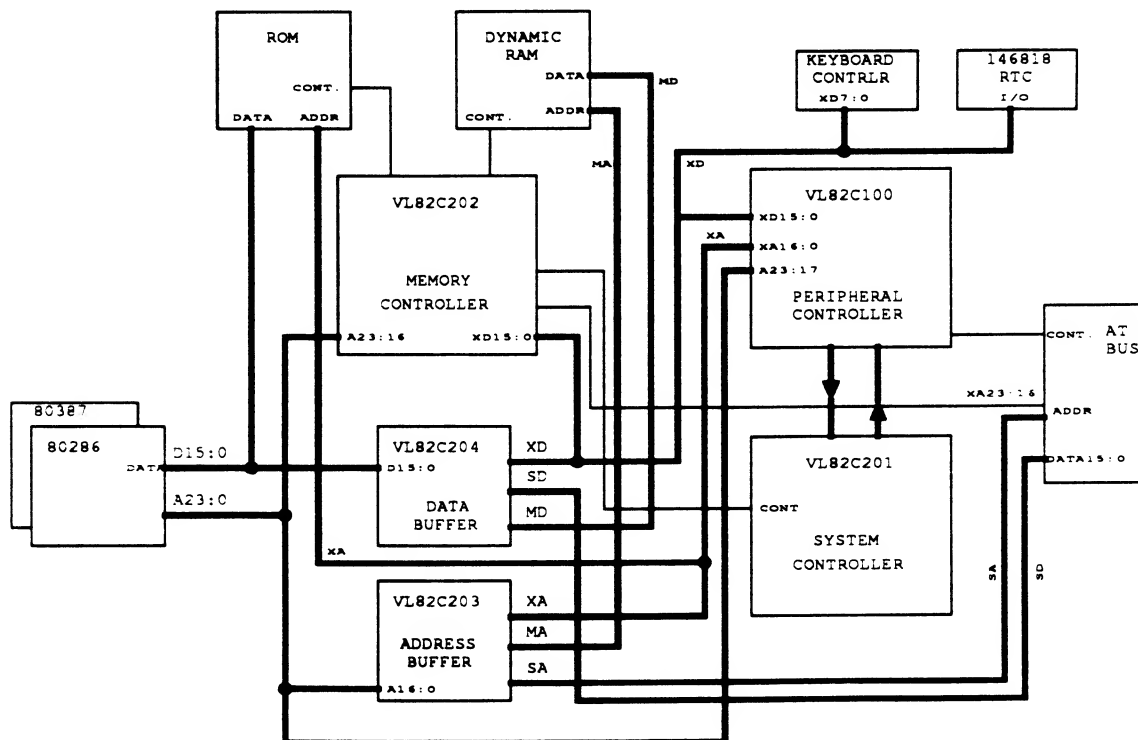 ROM
CONT.
DATA
ADDR
DYNAMIC
RAM
DATA
ADDR
CONT.
MD
MA
XD
KEYBOARD
CONTRLR
XD7:0
146818
RTC
I/O
VL82C202
MEMORY
CONTROLLER
A23:16
XD15:0
XA
VL82C100
XD15:0
XA16:0
A23:17
PERIPHERAL
CONTROLLER
AT
BUS
CONT.
XA23:16
ADDR
DATA15:0
80387
80286
DATA
D15:0
A23:0
VL82C204
D15:0
DATA
BUFFER
XD
SD
MD
XA
VL82C201
CONT
SYSTEM
CONTROLLER
SA
SD
VL82C203
ADDRESS
BUFFER
A16:0
XA
MA
SA